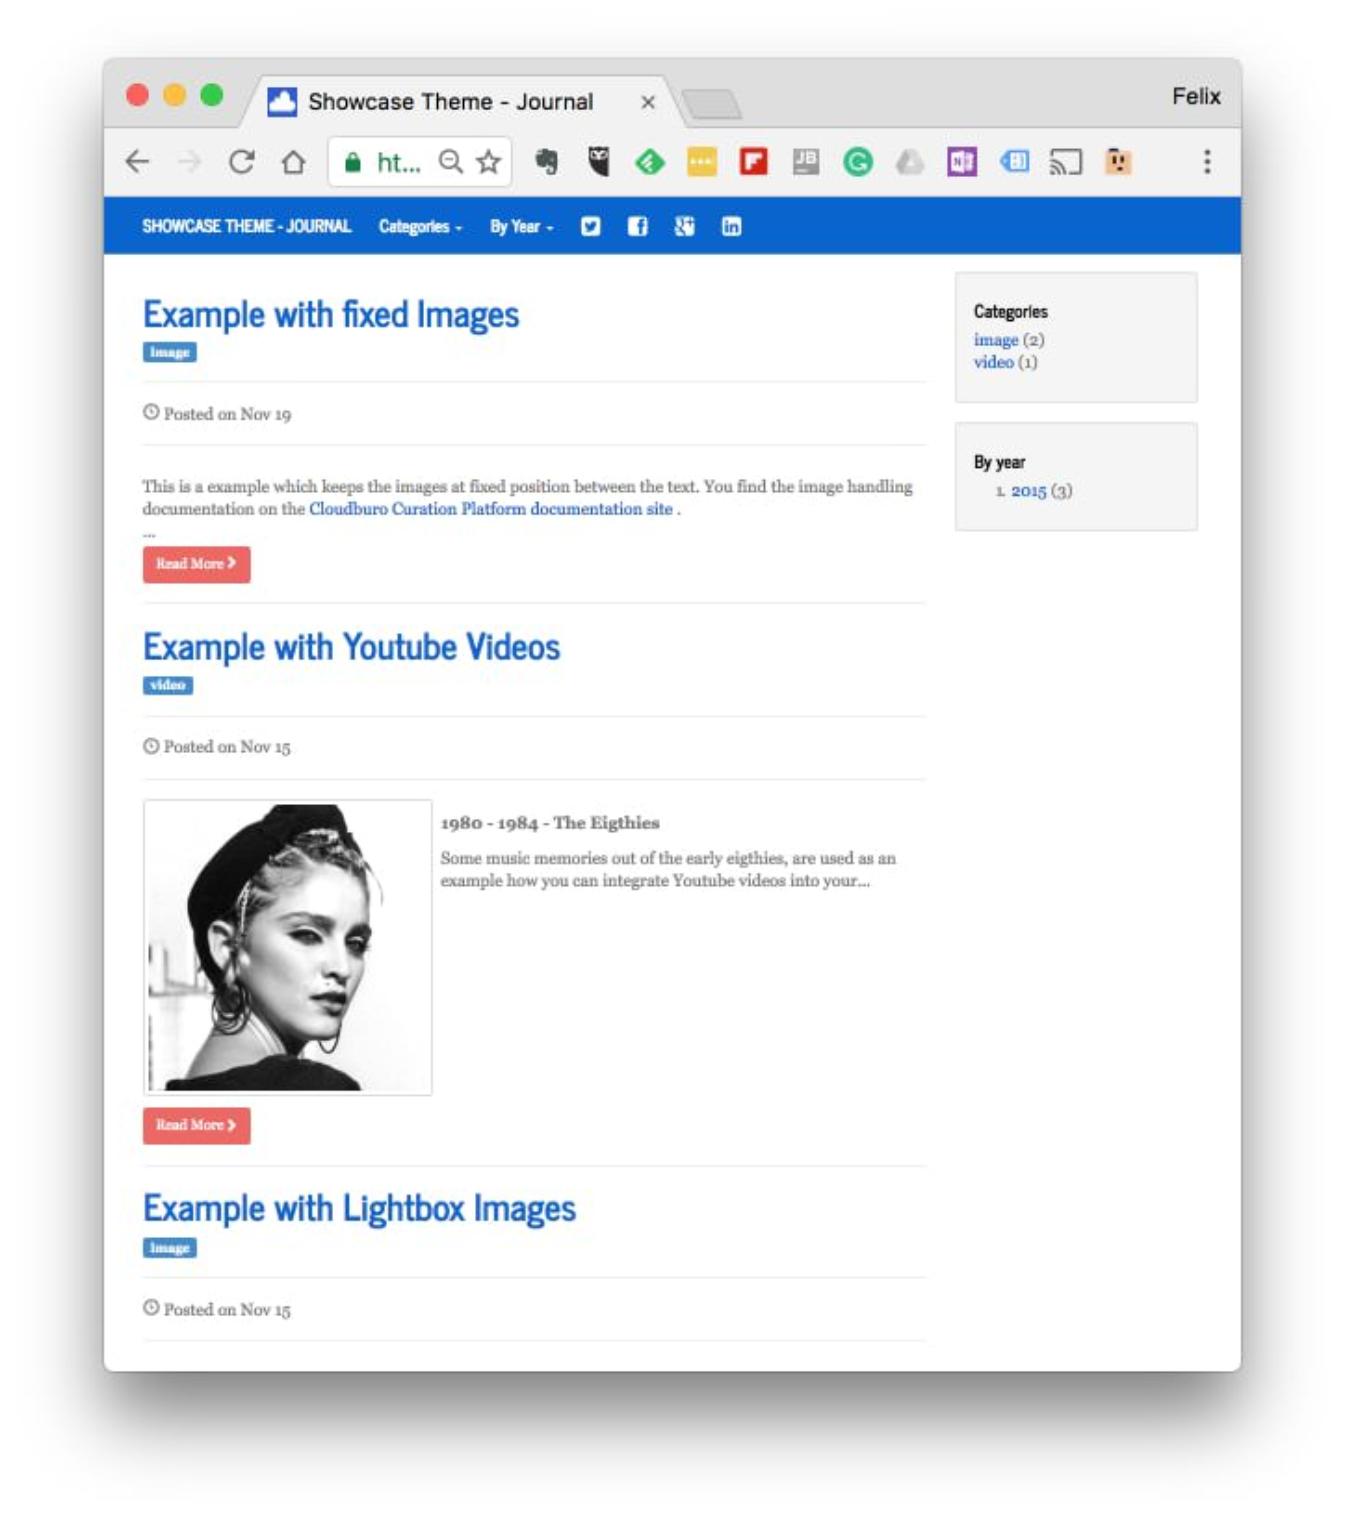 Showcase Theme - Journal
Felix
ht...
JB
SHOWCASE THEME - JOURNAL Categories By Year
Example with fixed Images
Image
Posted on Nov 19
This is a example which keeps the images at fixed position between the text. You find the image handling
documentation on the Cloudburo Curation Platform documentation site .
...
Read More
Example with Youtube Videos
video
Posted on Nov 15
1980 - 1984 - The Eigthies
Some music memories out of the early eigthies, are used as an
example how you can integrate Youtube videos into your...
Read More
Example with Lightbox Images
Image
Posted on Nov 15
Categories
image (2)
video (1)
By year
1. 2015 (3)